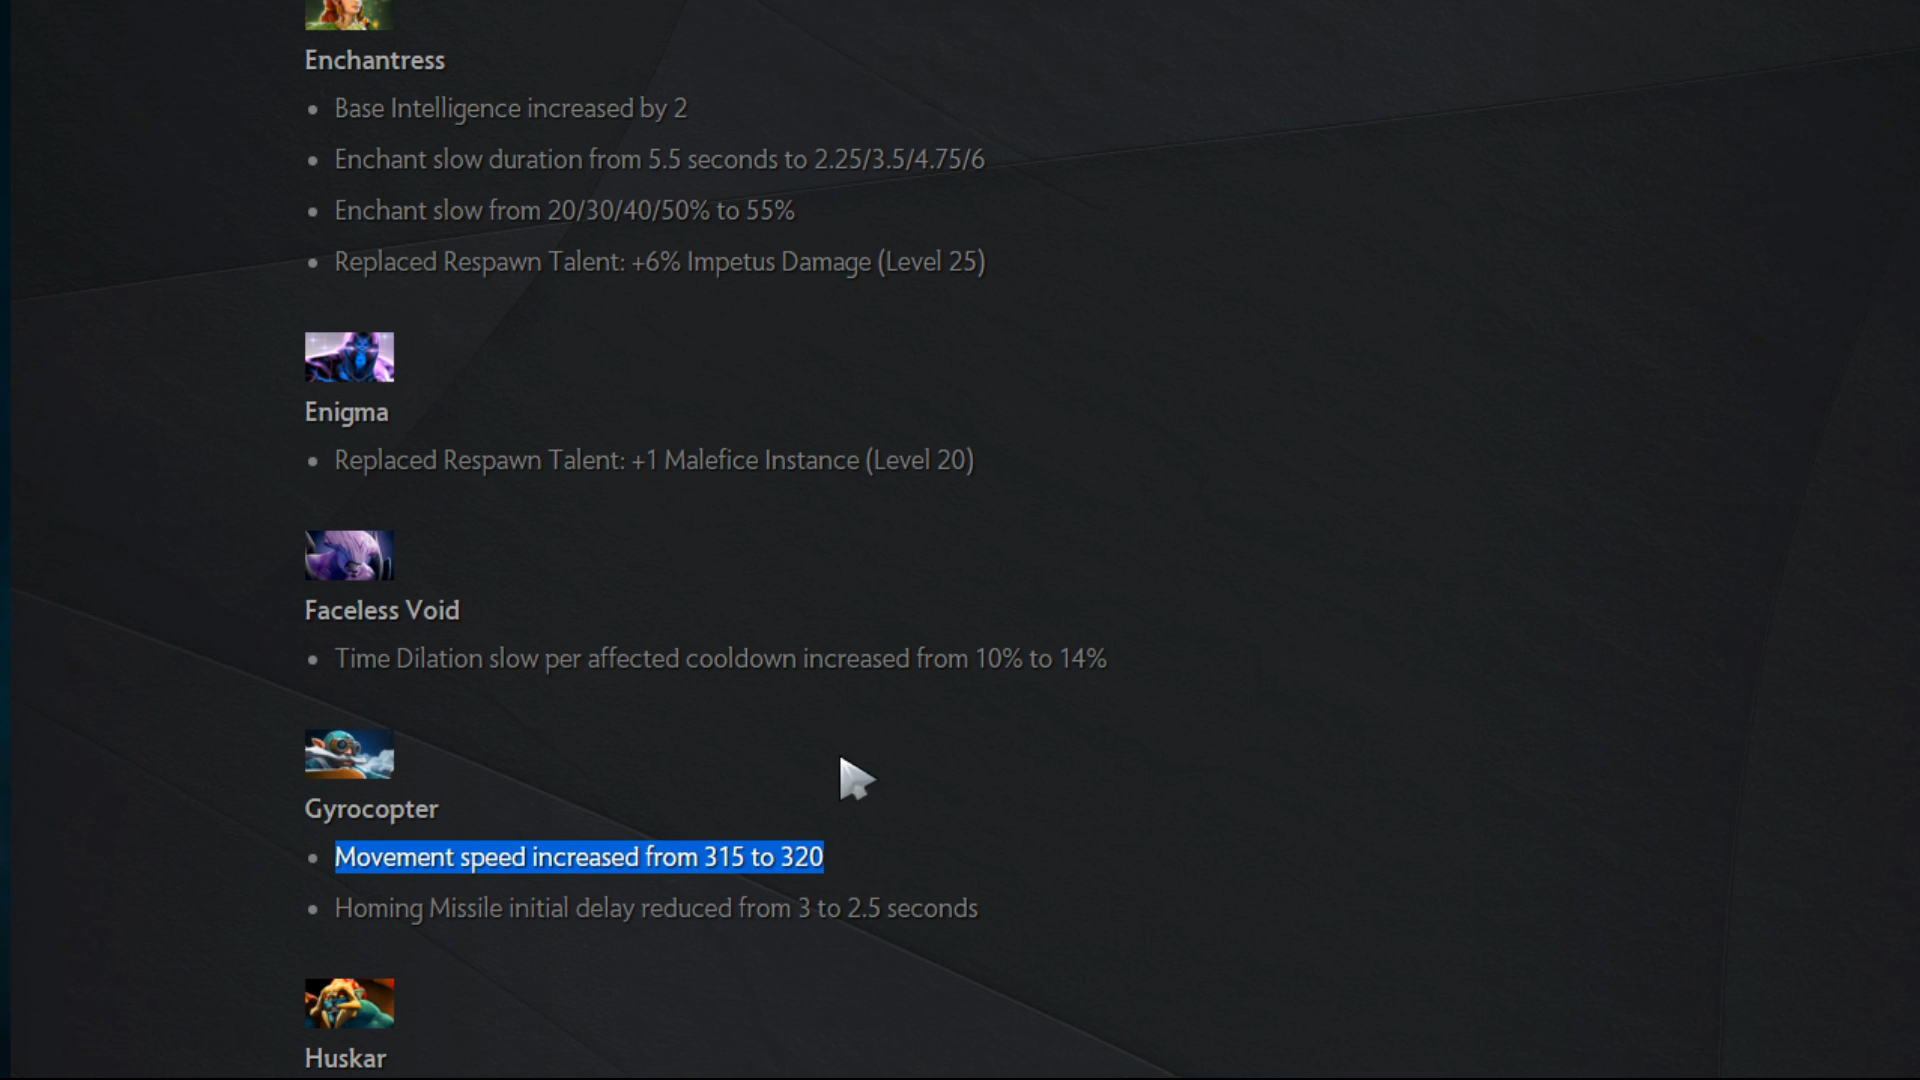 Enchantress
• Base Intelligence increased by 2
• Enchant slow duration from 5.5 seconds to 2.25/3.5/4.75/6
• Enchant slow from 20/30/40/50% to 55%
• Replaced Respawn Talent: +6% Impetus Damage (Level 25)
Enigma
• Replaced Respawn Talent: +1 Malefice Instance (Level 20)
Faceless Void
• Time Dilation slow per affected cooldown increased from 10% to 14%
Gyrocopter
• Movement speed increased from 315 to 320
• Homing Missile initial delay reduced from 3 to 2.5 seconds
Huskar